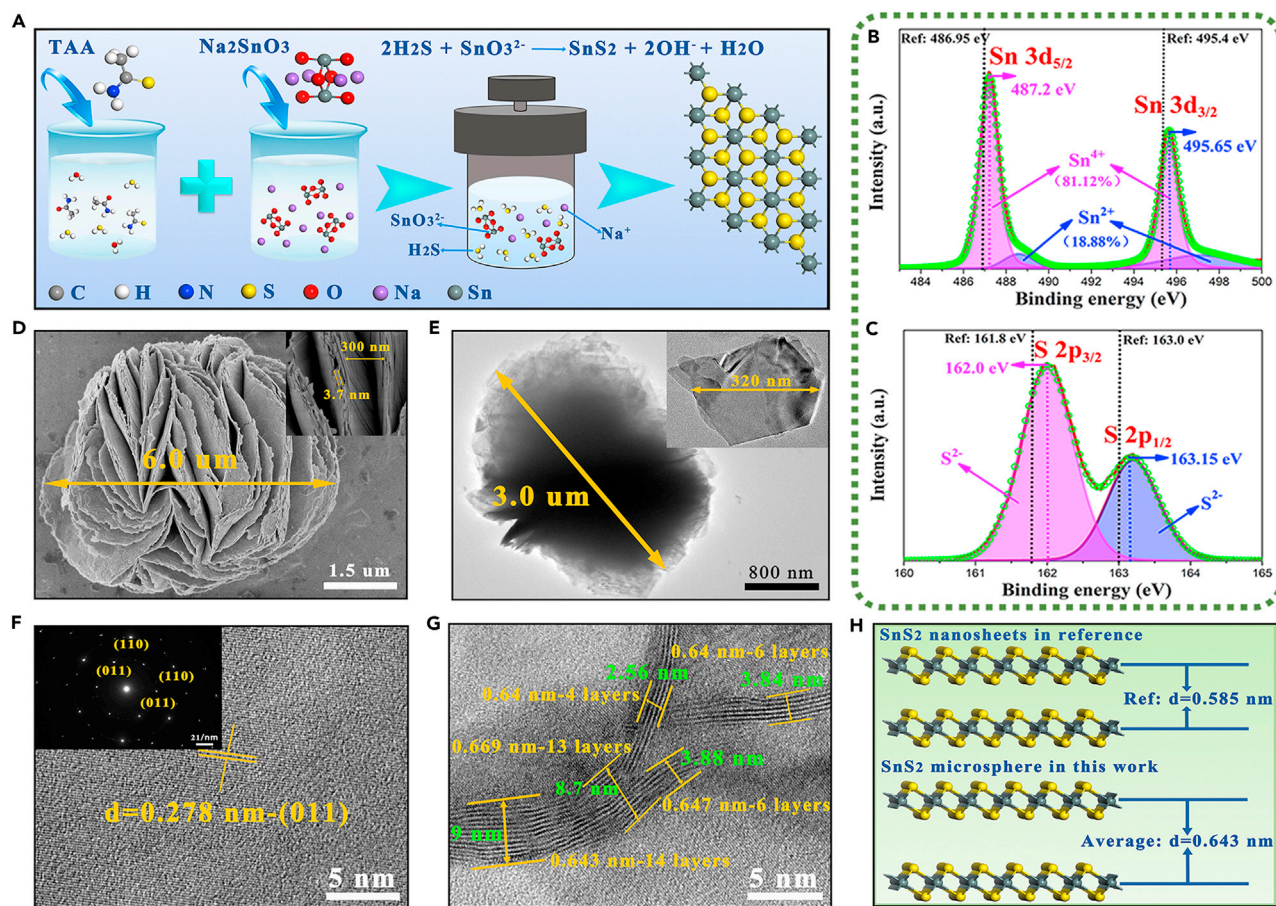 A
TAA
Na2SnO3
2H2S + SnO3²⁻ → SnS2 + 2OH⁻ + H2O
SnO3²⁻
H2S
Na⁺
C H N S O Na Sn
B
Ref: 486.95 eV
Ref: 495.4 eV
Sn 3d5/2
487.2 eV
Sn 3d3/2
495.65 eV
Sn⁴⁺
(81.12%)
Sn²⁺
(18.88%)
Intensity (a.u.)
484 486 488 490 492 494 496 498 500
Binding energy (eV)
C
Ref: 161.8 eV
Ref: 163.0 eV
S 2p3/2
162.0 eV
S 2p1/2
163.15 eV
S²⁻
S²⁻
Intensity (a.u.)
160 161 162 163 164 165
Binding energy (eV)
D
300 nm
3.7 nm
6.0 um
1.5 um
E
320 nm
3.0 um
800 nm
F
(110)
(011)
(110)
(011)
21/nm
d=0.278 nm-(011)
5 nm
G
0.64 nm-6 layers
2.56 nm
3.84 nm
0.64 nm-4 layers
0.669 nm-13 layers
3.88 nm
8.7 nm
0.647 nm-6 layers
9 nm
0.643 nm-14 layers
5 nm
H
SnS2 nanosheets in reference
Ref: d=0.585 nm
SnS2 microsphere in this work
Average: d=0.643 nm